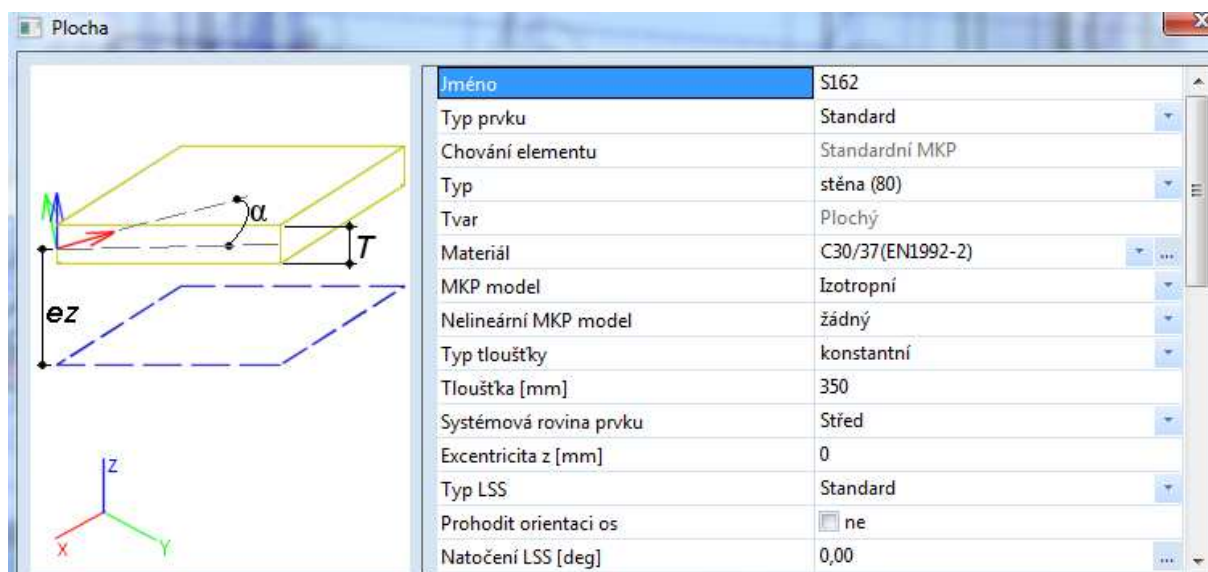 Plocha
Jméno S162
Typ prvku Standard
Chování elementu Standardní MKP
Typ stěna (80)
Tvar Plochý
Materiál C30/37(EN1992-2) ...
MKP model Izotropní
Nelineární MKP model žádný
Typ tloušťky konstantní
Tloušťka [mm] 350
Systémová rovina prvku Střed
Excentricita z [mm] 0
Typ LSS Standard
Prohodit orientaci os ne
Natočení LSS [deg] 0,00 ...
α
T
ez
Z
X
Y